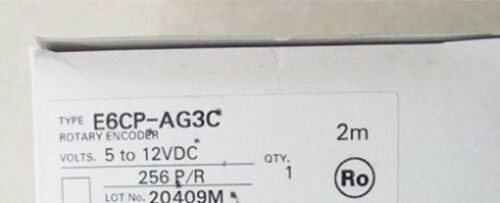 TYPE E6CP-AG3C
ROTARY ENCODER 2m
VOLTS. 5 to 12VDC QTY.
256 P/R 1 Ro
LOT No. 20409M